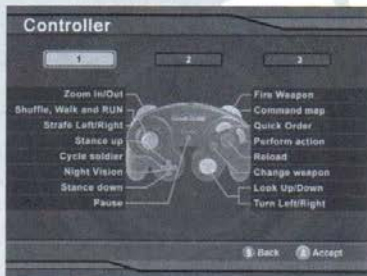 Controller
1 2 3
Zoom In/Out
Shuffle, Walk and RUN
Strafe Left/Right
Stance up
Cycle soldier
Night Vision
Stance down
Pause
Fire Weapon
Command map
Quick Order
Perform action
Reload
Change weapon
Look Up/Down
Turn Left/Right
Back Accept